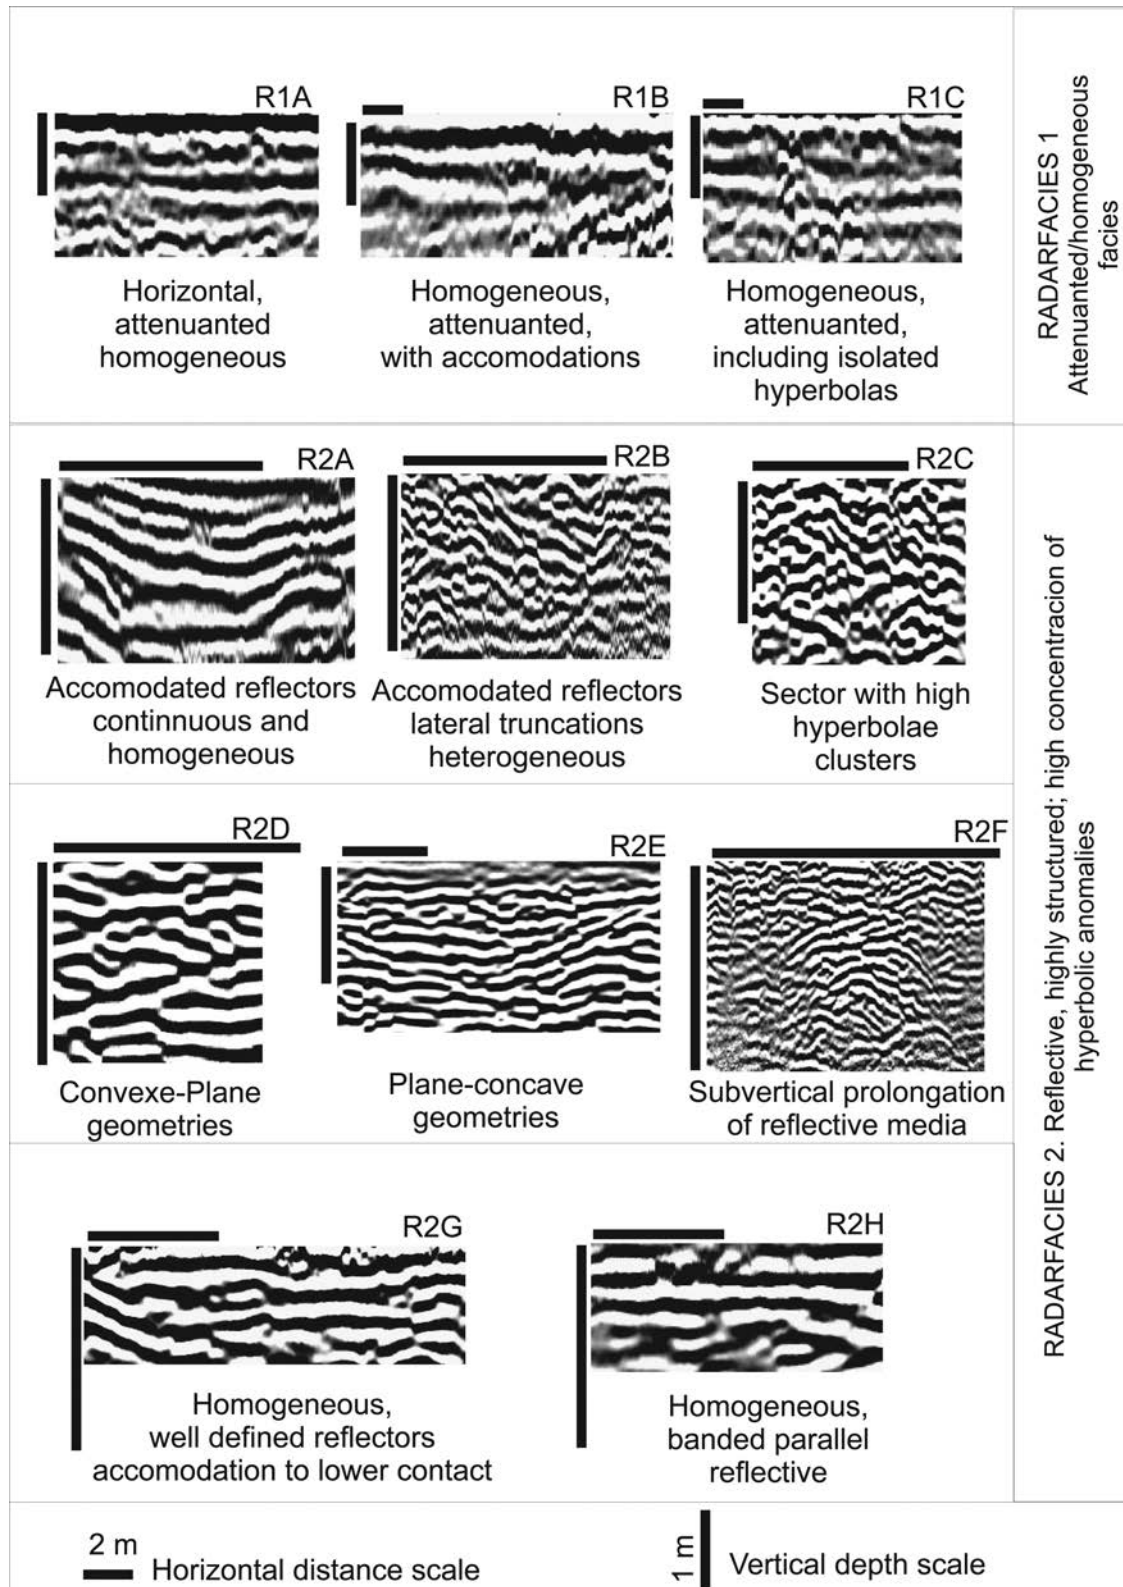 R1A
R1B
R1C
Horizontal,
attenuanted
homogeneous
Homogeneous,
attenuanted,
with accomodations
Homogeneous,
attenuanted,
including isolated
hyperbolas
RADARFACIES 1
Attenuanted/homogeneous
facies
R2A
R2B
R2C
Accomodated reflectors
continnuous and
homogeneous
Accomodated reflectors
lateral truncations
heterogeneous
Sector with high
hyperbolae
clusters
R2D
R2E
R2F
Convexe-Plane
geometries
Plane-concave
geometries
Subvertical prolongation
of reflective media
R2G
R2H
Homogeneous,
well defined reflectors
accomodation to lower contact
Homogeneous,
banded parallel
reflective
RADARFACIES 2. Reflective, highly structured; high concentracion of
hyperbolic anomalies
2 m
Horizontal distance scale
1 m
Vertical depth scale